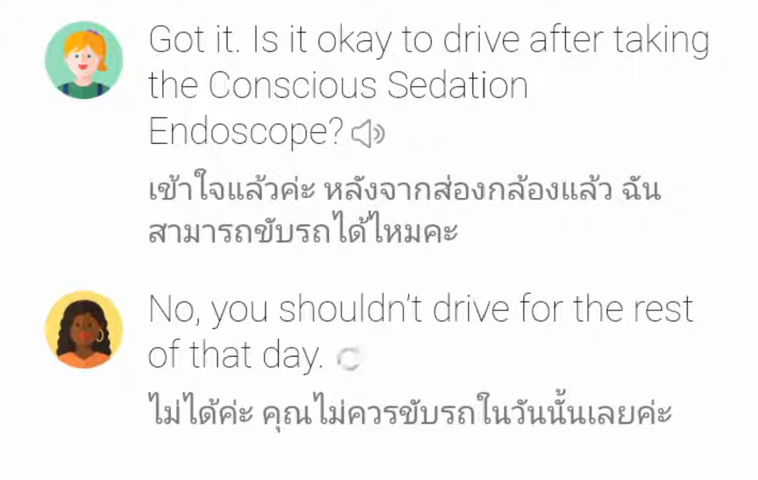 Got it. Is it okay to drive after taking
the Conscious Sedation
Endoscope?
เข้าใจแล้วค่ะ หลังจากส่องกล้องแล้ว ฉัน
สามารถขับรถได้ไหมคะ
No, you shouldn't drive for the rest
of that day.
ไม่ได้ค่ะ คุณไม่ควรขับรถในวันนั้นเลยค่ะ